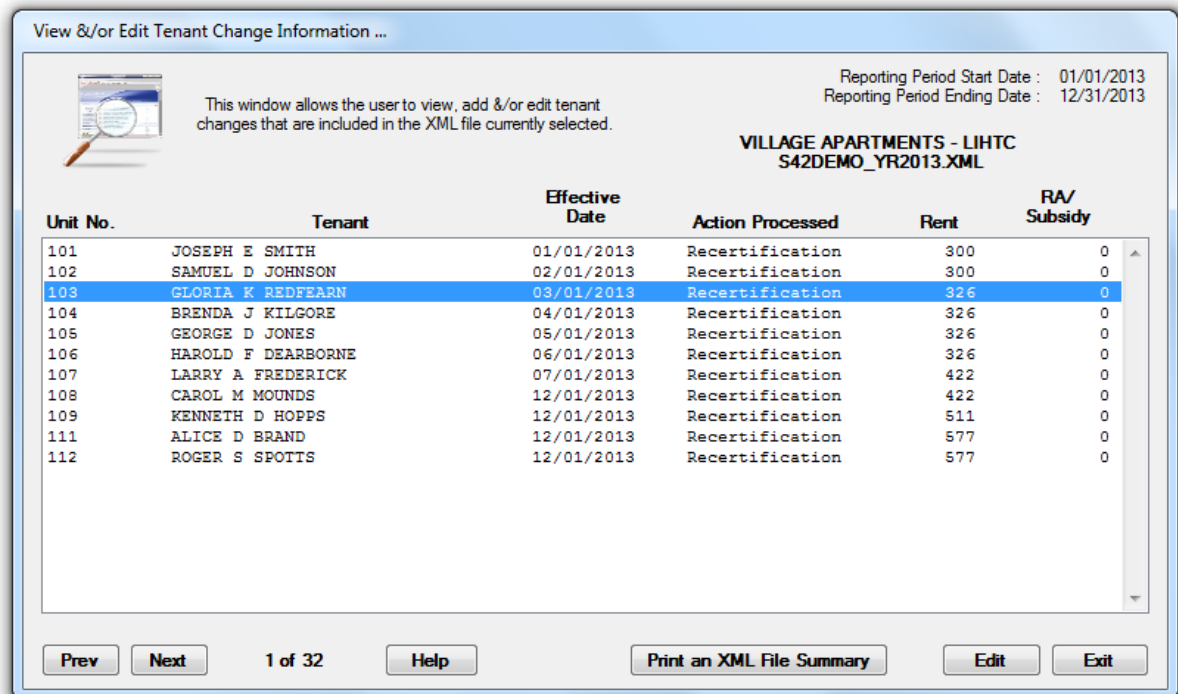 View &/or Edit Tenant Change Information ...
Reporting Period Start Date : 01/01/2013
Reporting Period Ending Date : 12/31/2013
This window allows the user to view, add &/or edit tenant
changes that are included in the XML file currently selected.
VILLAGE APARTMENTS - LIHTC
S42DEMO_YR2013.XML
Unit No. Tenant Effective Date Action Processed Rent RA/ Subsidy
101 JOSEPH E SMITH 01/01/2013 Recertification 300 0
102 SAMUEL D JOHNSON 02/01/2013 Recertification 300 0
103 GLORIA K REDFEARN 03/01/2013 Recertification 326 0
104 BRENDA J KILGORE 04/01/2013 Recertification 326 0
105 GEORGE D JONES 05/01/2013 Recertification 326 0
106 HAROLD F DEARBORNE 06/01/2013 Recertification 326 0
107 LARRY A FREDERICK 07/01/2013 Recertification 422 0
108 CAROL M MOUNDS 12/01/2013 Recertification 422 0
109 KENNETH D HOPPS 12/01/2013 Recertification 511 0
111 ALICE D BRAND 12/01/2013 Recertification 577 0
112 ROGER S SPOTTS 12/01/2013 Recertification 577 0
Prev Next 1 of 32 Help Print an XML File Summary Edit Exit